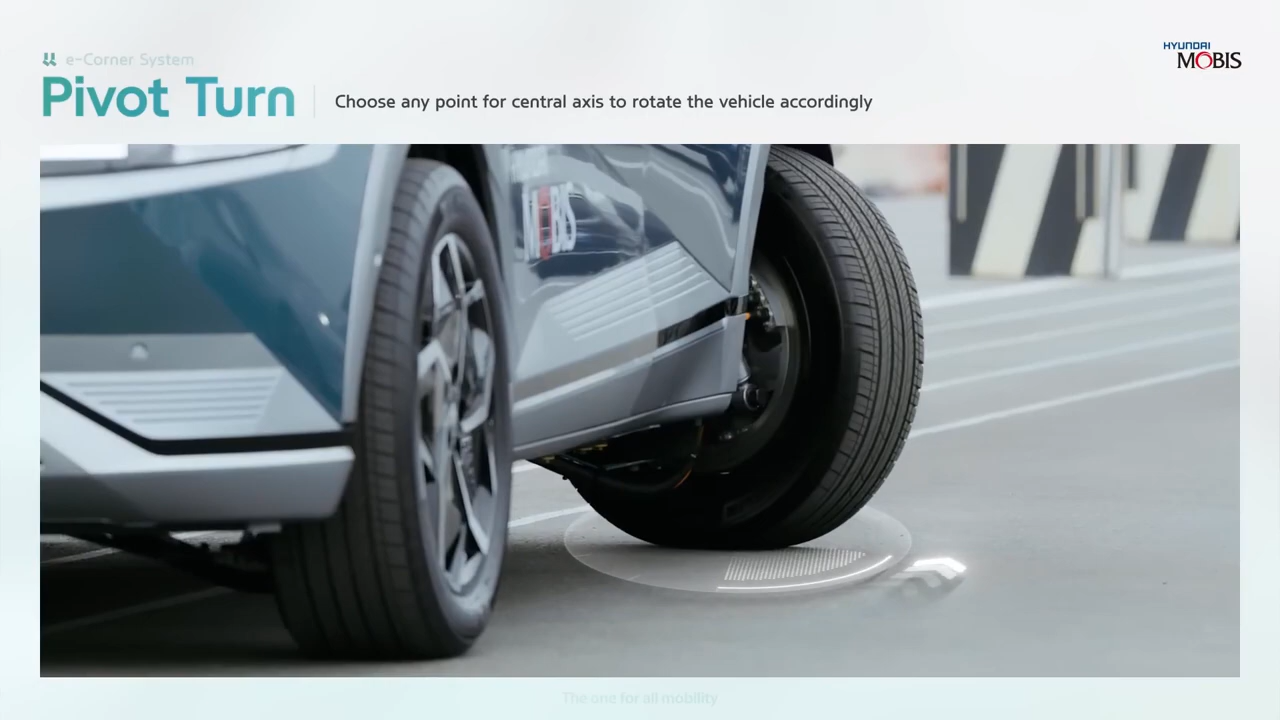 e-Corner System
Pivot Turn
Choose any point for central axis to rotate the vehicle accordingly
HYUNDAI
MOBIS
MOBIS
The one for all mobility